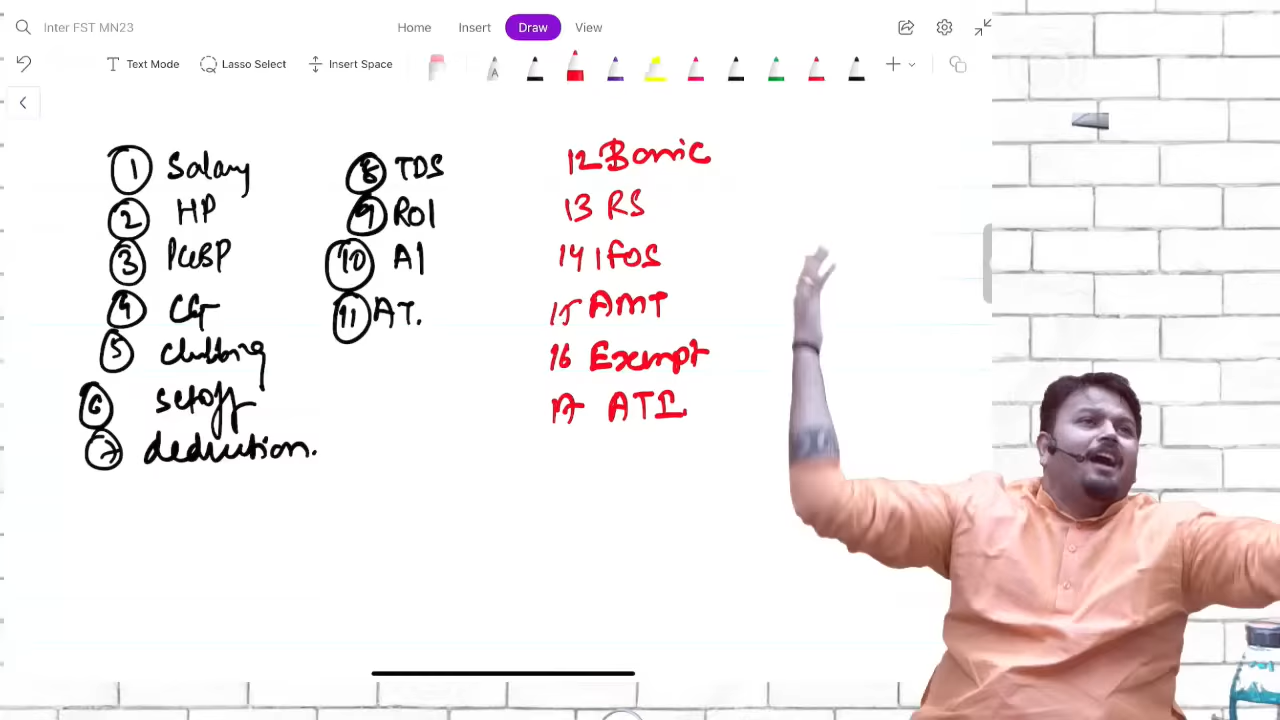 Inter FST MN23
Home Insert Draw View
Text Mode Lasso Select Insert Space
A
1 Salary
2 HP
3 PGBP
4 CG
5 clubbing
6 setoff
7 deduction.
8 TDS
9 ROI
10 AI
11 AT.
12 Basic
13 RS
14 IFOS
15 AMT
16 Exempt
17 ATI